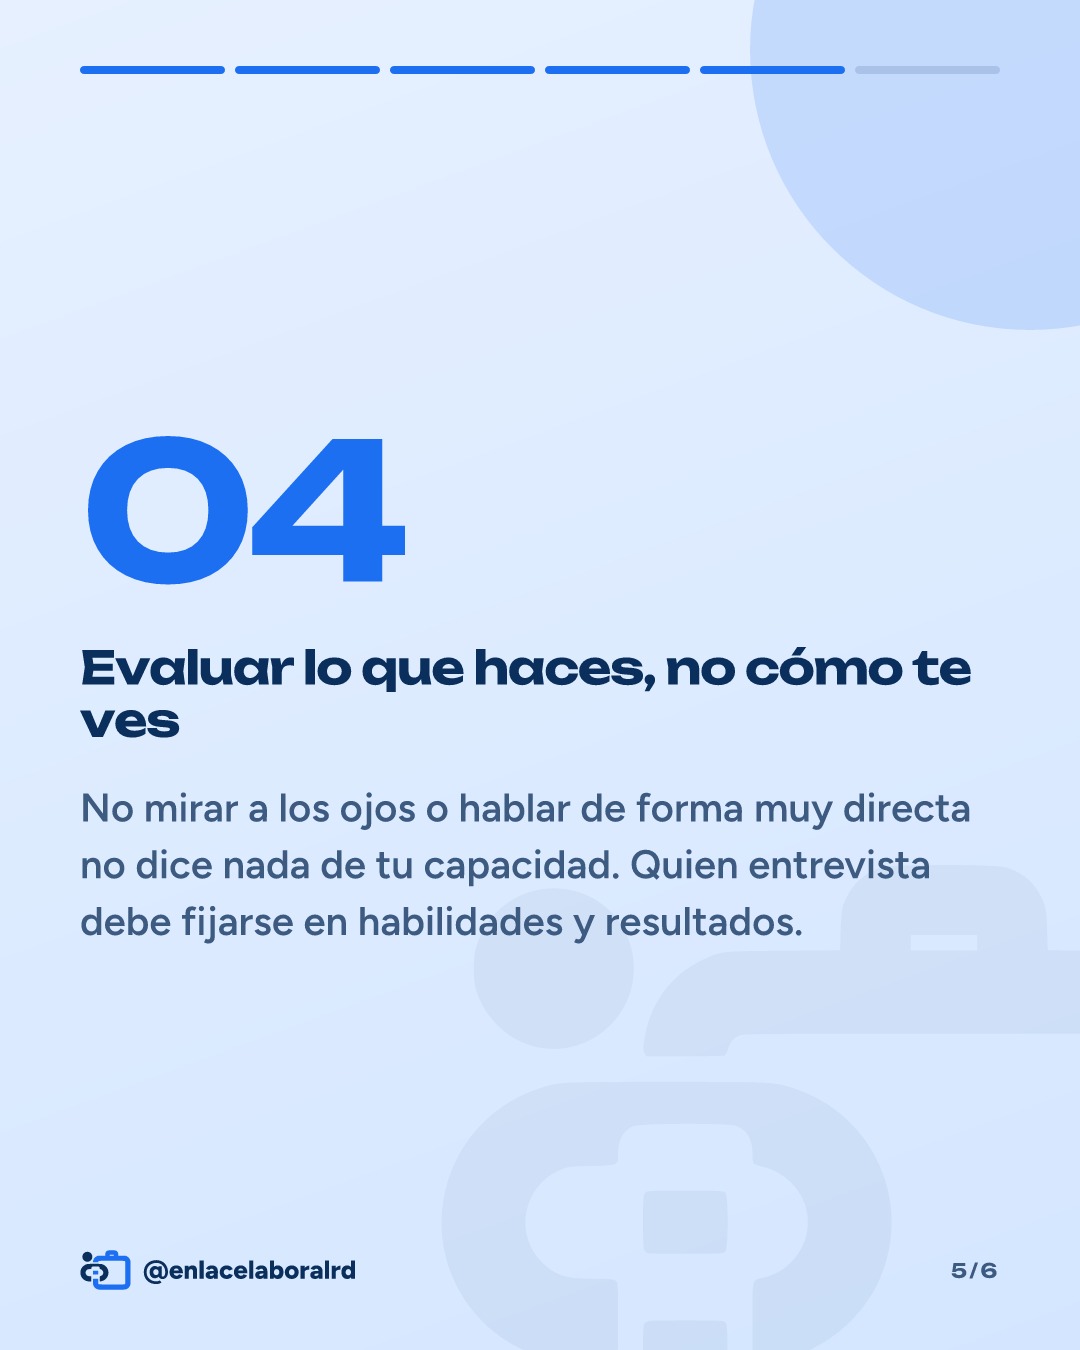 04
Evaluar lo que haces, no cómo te
ves
No mirar a los ojos o hablar de forma muy directa
no dice nada de tu capacidad. Quien entrevista
debe fijarse en habilidades y resultados.
@enlacelaboralrd
5/6